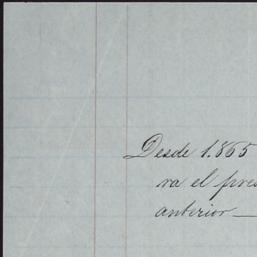 Desde 1.865
va el pres
anterior —